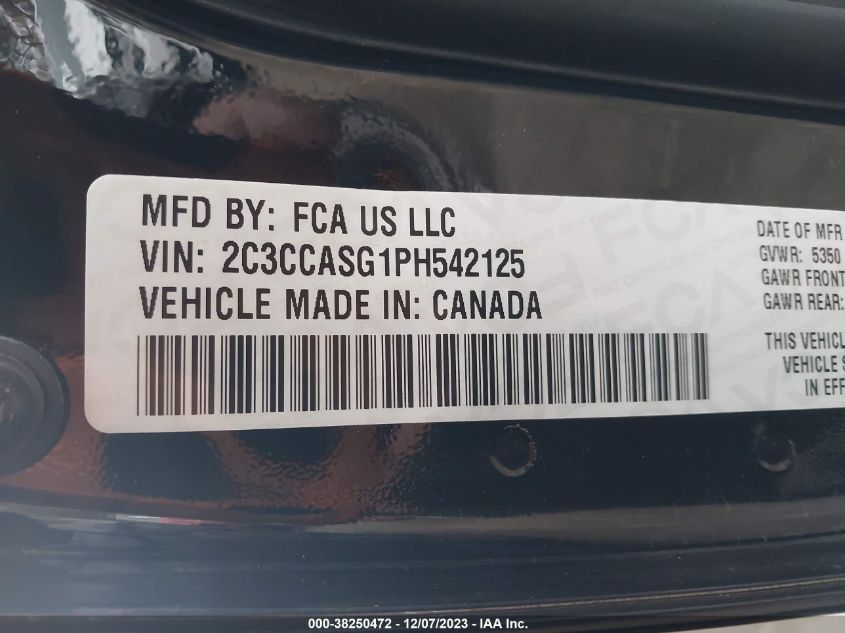 MFD BY: FCA US LLC
VIN: 2C3CCASG1PH542125
VEHICLE MADE IN: CANADA
DATE OF MFR
GVWR: 5350
GAWR FRONT
GAWR REAR:
THIS VEHICL
VEHICLE S
IN EFF
000-38250472 - 12/07/2023 - IAA Inc.